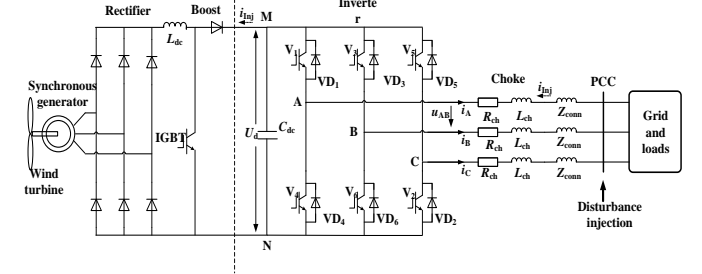 Rectifier
Boost
Inverte
r
iInj
M
Ldc
V1
V3
V5
VD1
VD3
VD5
Choke
iInj
PCC
Synchronous
generator
A
iA
Rch
Lch
Zconn
uAB
Grid
and
loads
IGBT
Ud
Cdc
B
iB
Rch
Lch
Zconn
Wind
turbine
C
iC
Rch
Lch
Zconn
V4
V6
V2
VD4
VD6
VD2
Disturbance
injection
N